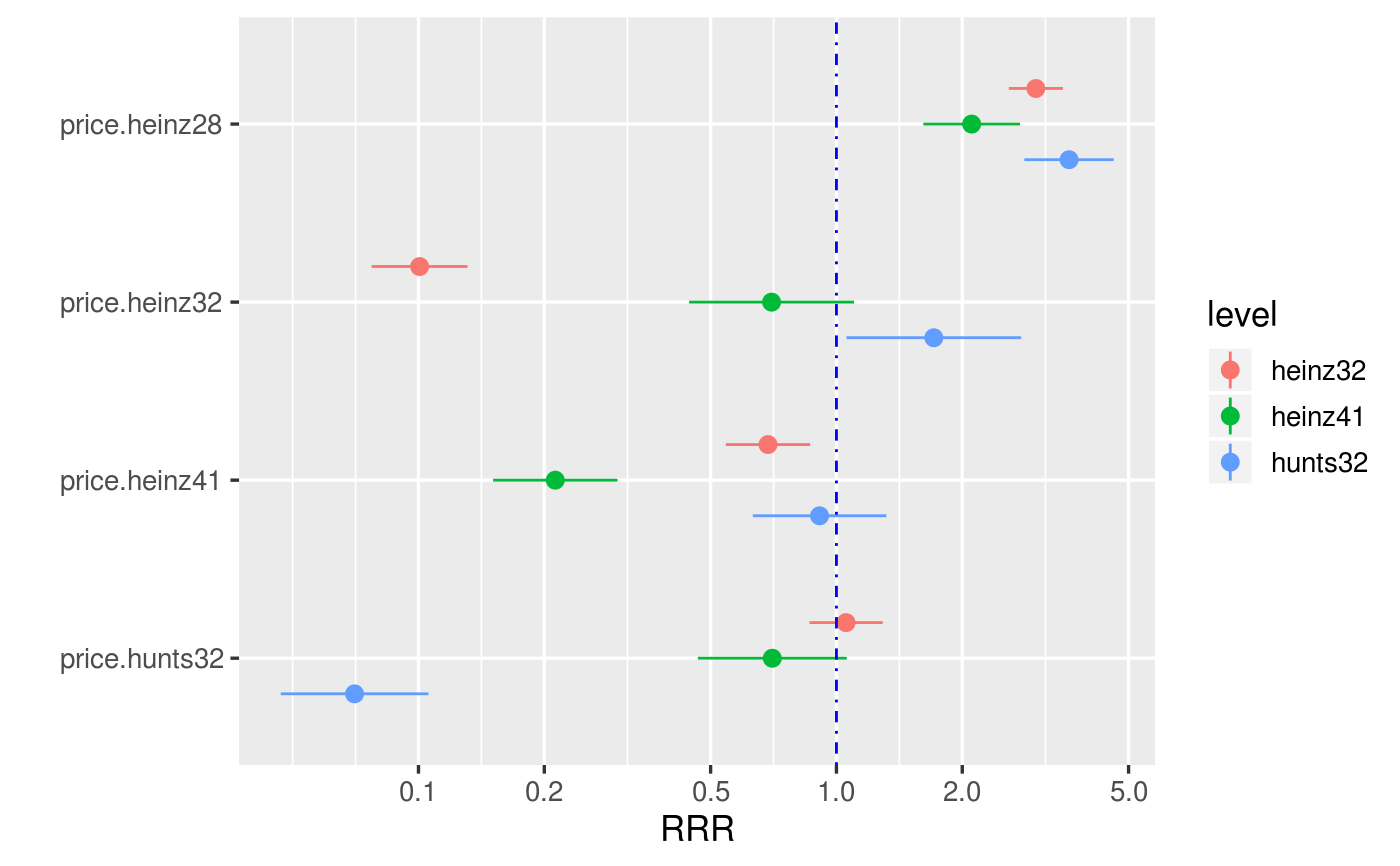 price.heinz28
price.heinz32
price.heinz41
price.hunts32
0.1 0.2 0.5 1.0 2.0 5.0
RRR
level
heinz32
heinz41
hunts32